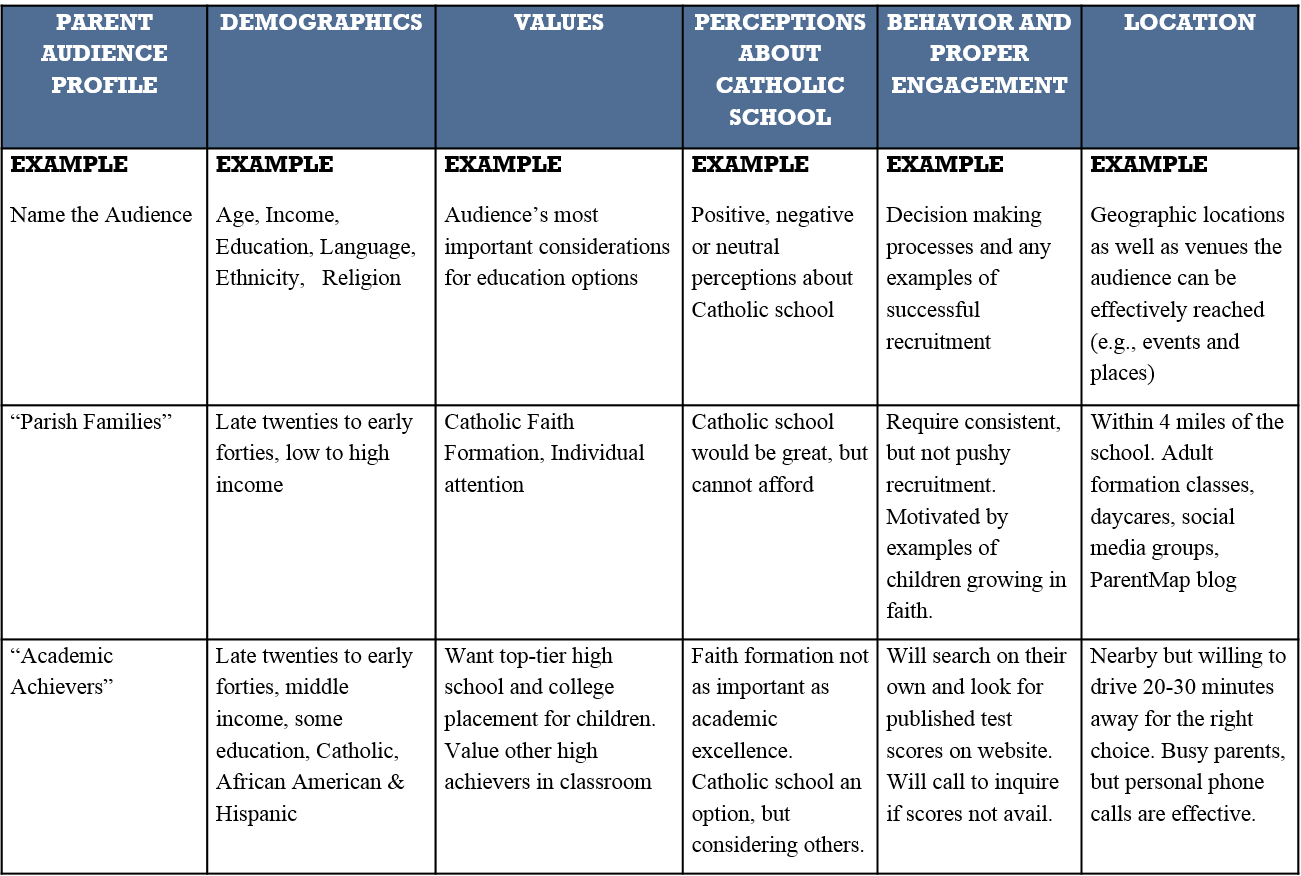 PARENT
AUDIENCE
PROFILE
DEMOGRAPHICS
VALUES
PERCEPTIONS
ABOUT
CATHOLIC
SCHOOL
BEHAVIOR AND
PROPER
ENGAGEMENT
LOCATION
EXAMPLE
Name the Audience
EXAMPLE
Age, Income,
Education, Language,
Ethnicity, Religion
EXAMPLE
Audience’s most
important considerations
for education options
EXAMPLE
Positive, negative
or neutral
perceptions about
Catholic school
EXAMPLE
Decision making
processes and any
examples of
successful
recruitment
EXAMPLE
Geographic locations
as well as venues the
audience can be
effectively reached
(e.g., events and
places)
“Parish Families”
Late twenties to early
forties, low to high
income
Catholic Faith
Formation, Individual
attention
Catholic school
would be great, but
cannot afford
Require consistent,
but not pushy
recruitment.
Motivated by
examples of
children growing in
faith.
Within 4 miles of the
school. Adult
formation classes,
daycares, social
media groups,
ParentMap blog
“Academic
Achievers”
Late twenties to early
forties, middle
income, some
education, Catholic,
African American &
Hispanic
Want top-tier high
school and college
placement for children.
Value other high
achievers in classroom
Faith formation not
as important as
academic
excellence.
Catholic school an
option, but
considering others.
Will search on their
own and look for
published test
scores on website.
Will call to inquire
if scores not avail.
Nearby but willing to
drive 20-30 minutes
away for the right
choice. Busy parents,
but personal phone
calls are effective.